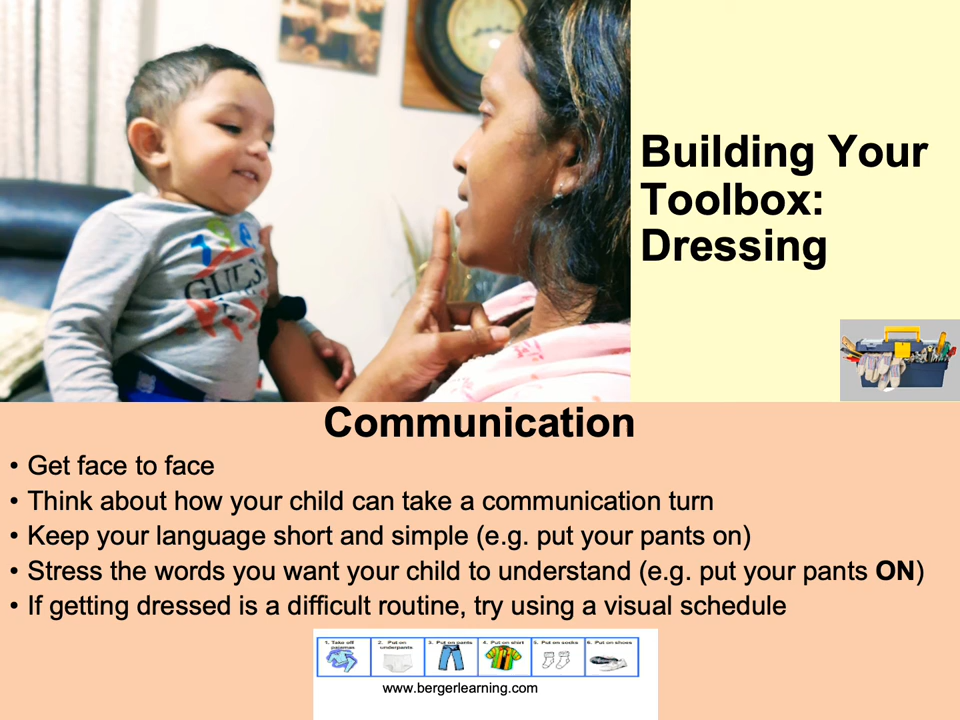 Building Your
Toolbox:
Dressing
GUESS
Communication
• Get face to face
• Think about how your child can take a communication turn
• Keep your language short and simple (e.g. put your pants on)
• Stress the words you want your child to understand (e.g. put your pants ON)
• If getting dressed is a difficult routine, try using a visual schedule
1. Take off pajamas
2. Put on underpants
3. Put on pants
4. Put on shirt
5. Put on socks
6. Put on shoes
www.bergerlearning.com